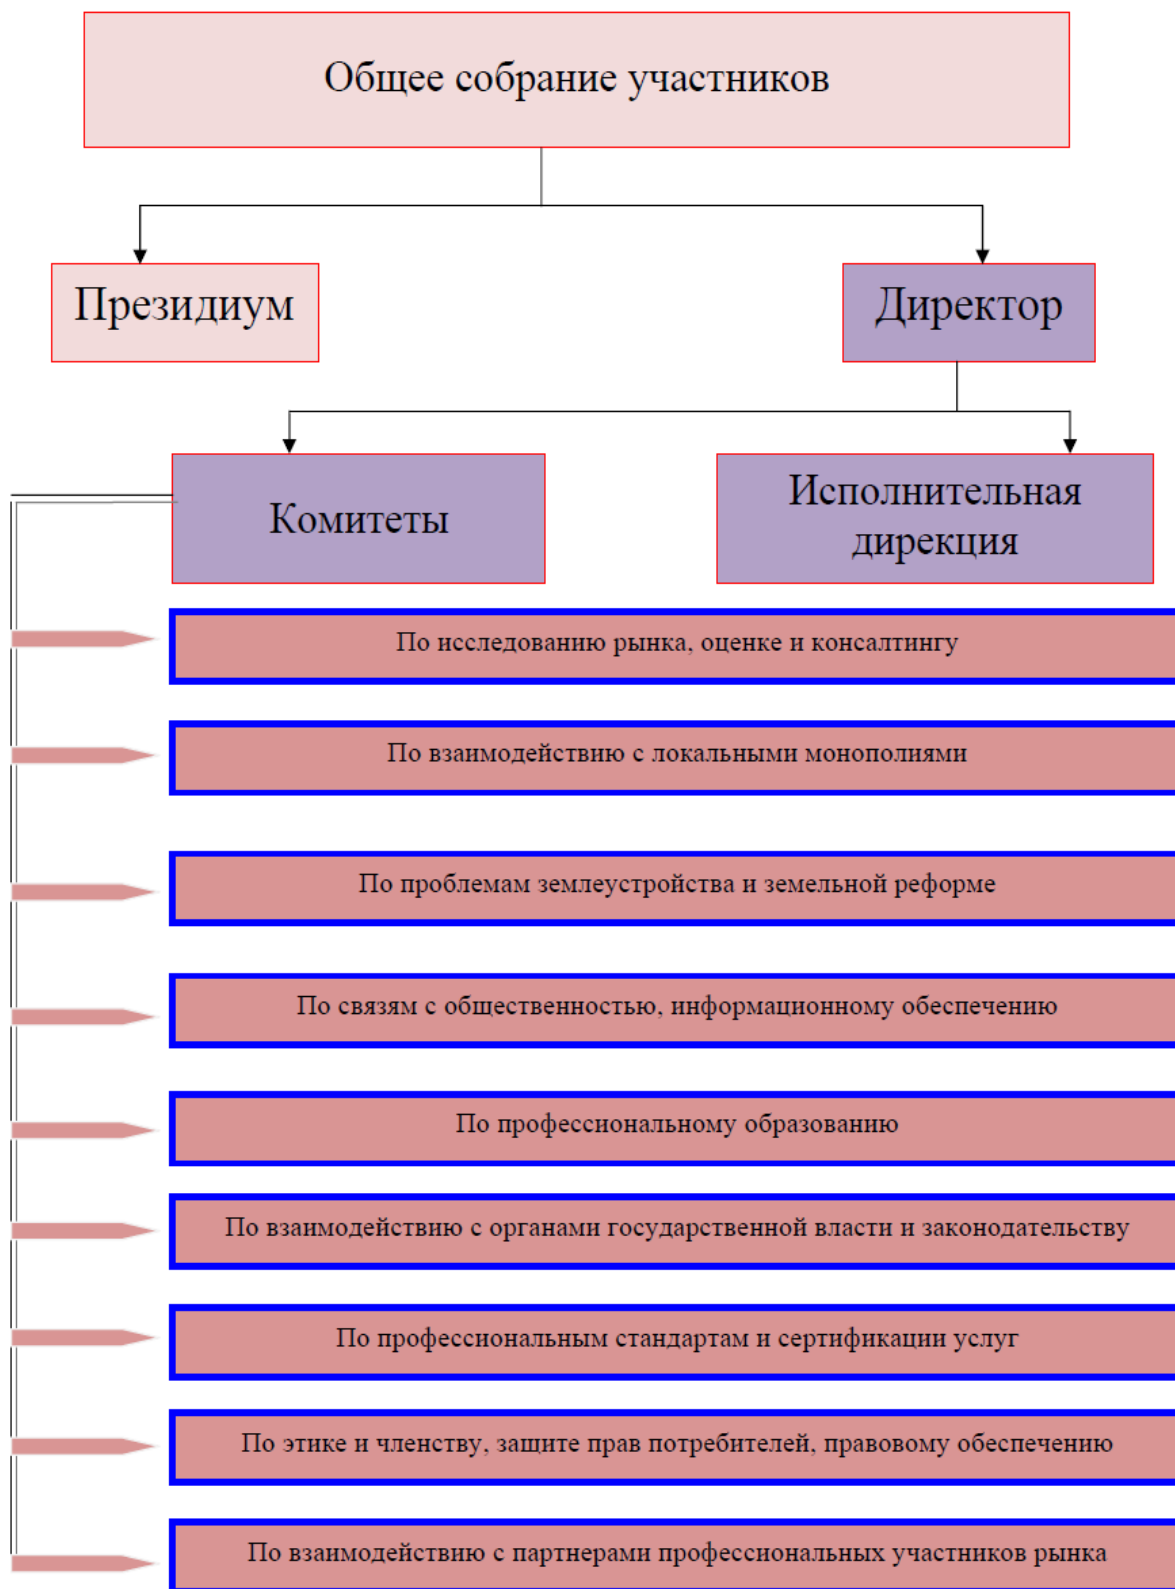 Общее собрание участников
Президиум
Директор
Комитеты
Исполнительная
дирекция
По исследованию рынка, оценке и консалтингу
По взаимодействию с локальными монополиями
По проблемам землеустройства и земельной реформе
По связям с общественностью, информационному обеспечению
По профессиональному образованию
По взаимодействию с органами государственной власти и законодательству
По профессиональным стандартам и сертификации услуг
По этике и членству, защите прав потребителей, правовому обеспечению
По взаимодействию с партнерами профессиональных участников рынка